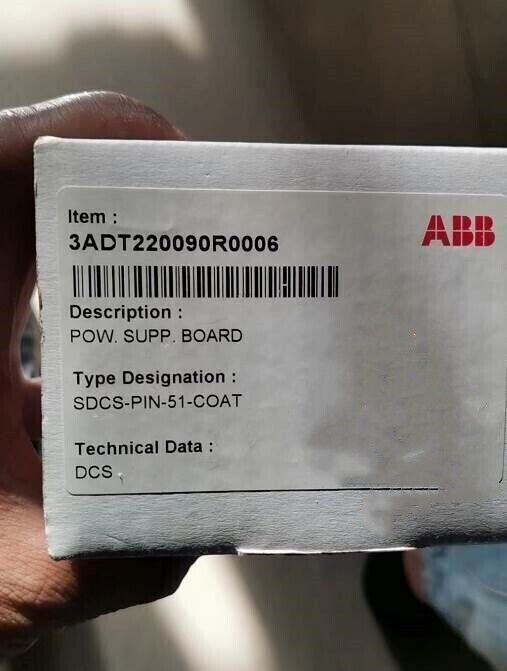 Item :
3ADT220090R0006
ABB
Description :
POW. SUPP. BOARD
Type Designation :
SDCS-PIN-51-COAT
Technical Data :
DCS